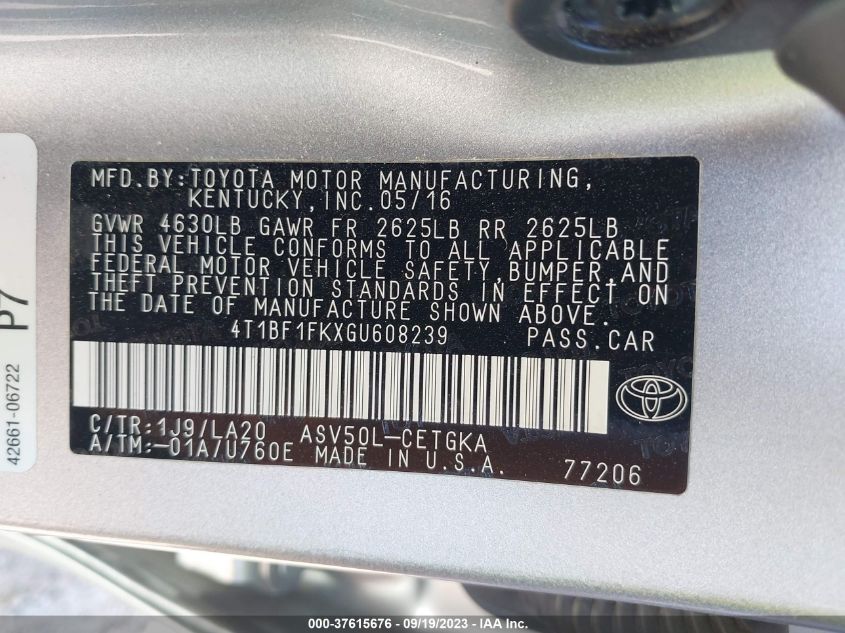 MFD.BY:TOYOTA MOTOR MANUFACTURING,
KENTUCKY,INC.05/16
GVWR 4630LB GAWR FR 2625LB RR 2625LB
THIS VEHICLE CONFORMS TO ALL APPLICABLE
FEDERAL MOTOR VEHICLE SAFETY,BUMPER,AND
THEFT PREVENTION STANDARDS IN EFFECT ON
THE DATE OF MANUFACTURE SHOWN ABOVE.
4T1BF1FKXGU608239 PASS.CAR
C/TR:1J9/LA20 ASV50L-CETGKA
A/TM:-01A/U760E MADE IN U.S.A. 77206
42661-06722 P7
000-37615676 - 09/19/2023 - IAA Inc.